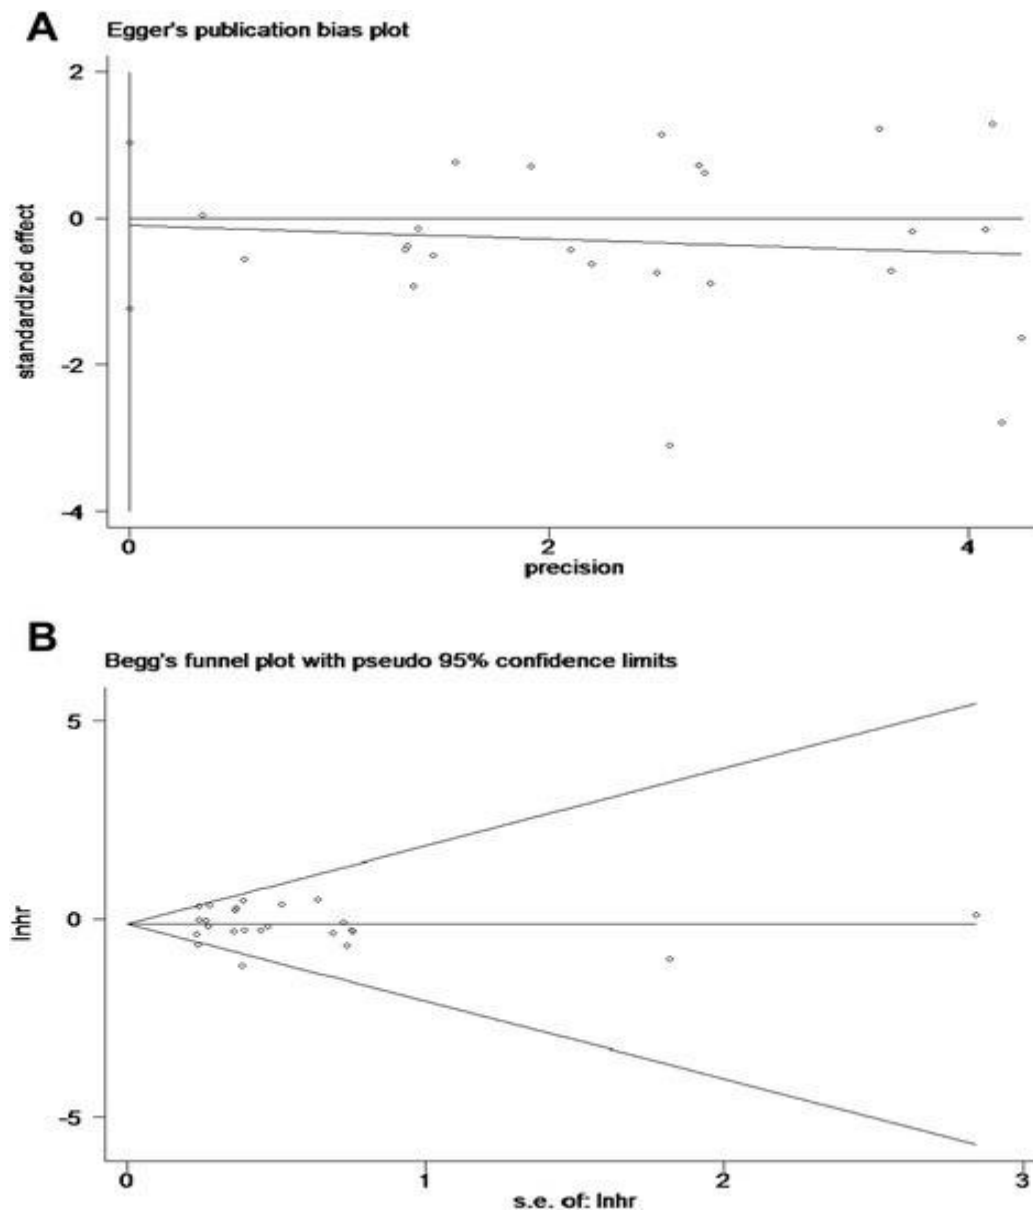 A
Egger's publication bias plot
2
0
-2
-4
standardized effect
0 2 4
precision
B
Begg's funnel plot with pseudo 95% confidence limits
5
0
-5
lnhr
0 1 2 3
s.e. of: lnhr